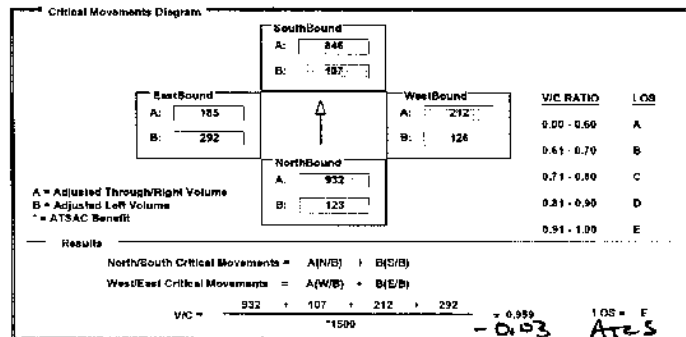 Critical Movements Diagram
SouthBound
A: 846
B: 107
EastBound
A: 185
B: 292
WestBound
A: 212
B: 126
NorthBound
A: 932
B: 123
V/C RATIO LOS
0.00 - 0.60 A
0.61 - 0.70 B
0.71 - 0.80 C
0.81 - 0.90 D
0.91 - 1.00 E
A = Adjusted Through/Right Volume
B = Adjusted Left Volume
* = ATSAC Benefit
Results
North/South Critical Movements = A(N/B) + B(S/B)
West/East Critical Movements = A(W/B) + B(E/B)
V/C = 932 + 107 + 212 + 292
*1500
= 0.959 LOS = E
- 0.03 ATCS